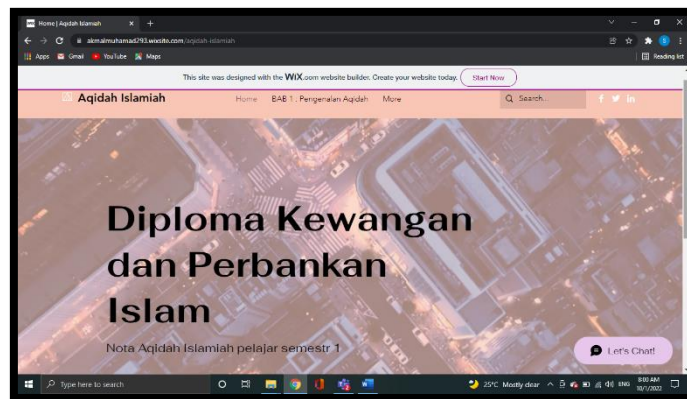 Home | Aqidah Islamiah
akmalmuhamad293.wixsite.com/aqidah-islamiah
Apps Gmail YouTube Maps Reading list
This site was designed with the WIX.com website builder. Create your website today. Start Now
Aqidah Islamiah Home BAB 1 : Pengenalan Aqidah More Search...
Diploma Kewangan
dan Perbankan
Islam
Nota Aqidah Islamiah pelajar semestr 1
Let's Chat!
Type here to search 25°C Mostly clear ENG 8:00 AM
10/1/2022